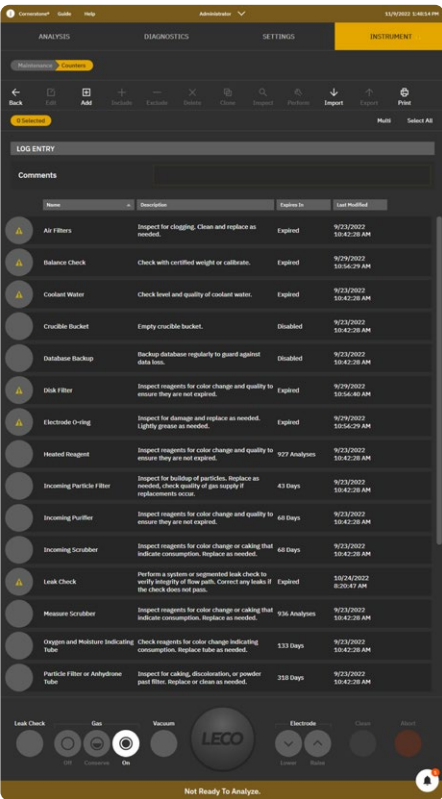 Cornerstone® Guide Help Administrator 11/9/2022 1:40:14 PM
ANALYSIS DIAGNOSTICS SETTINGS INSTRUMENT
Maintenance Counters
Back Edit Add Include Exclude Delete Clone Inspect Perform Import Export Print
0 Selected Multi Select All
LOG ENTRY
Comments
Name Description Expires In Last Modified
Air Filters Inspect for clogging. Clean and replace as needed. Expired 9/23/2022 10:42:28 AM
Balance Check Check with certified weight or calibrate. Expired 9/29/2022 10:56:29 AM
Coolant Water Check level and quality of coolant water. Expired 9/23/2022 10:42:28 AM
Crucible Bucket Empty crucible bucket. Disabled 9/23/2022 10:42:28 AM
Database Backup Backup database regularly to guard against data loss. Disabled 9/23/2022 10:42:28 AM
Disk Filter Inspect reagents for color change and quality to ensure they are not expired. Expired 9/29/2022 10:56:40 AM
Electrode O-ring Inspect for damage and replace as needed. Lightly grease as needed. Expired 9/29/2022 10:56:29 AM
Heated Reagent Inspect reagents for color change and quality to ensure they are not expired. 927 Analyses 9/23/2022 10:42:28 AM
Incoming Particle Filter Inspect for buildup of particles. Replace as needed, check quality of gas supply if replacements occur. 43 Days 9/23/2022 10:42:28 AM
Incoming Purifier Inspect reagents for color change and quality to ensure they are not expired. 68 Days 9/23/2022 10:42:28 AM
Incoming Scrubber Inspect reagents for color change or caking that indicate consumption. Replace as needed. 68 Days 9/23/2022 10:42:28 AM
Leak Check Perform a system or segmented leak check to verify integrity of flow path. Correct any leaks if the check does not pass. Expired 10/24/2022 8:20:47 AM
Measure Scrubber Inspect reagents for color change or caking that indicate consumption. Replace as needed. 936 Analyses 9/23/2022 10:42:28 AM
Oxygen and Moisture Indicating Tube Check reagents for color change indicating consumption. Replace tube as needed. 133 Days 9/23/2022 10:42:28 AM
Particle Filter or Anhydrone Tube Inspect for caking, discoloration, or powder past filter. Replace or clean as needed. 318 Days 9/23/2022 10:42:28 AM
Leak Check Gas Vacuum LECO Electrode Close Abort
Off Conserve On Lower Raise
Not Ready To Analyze.